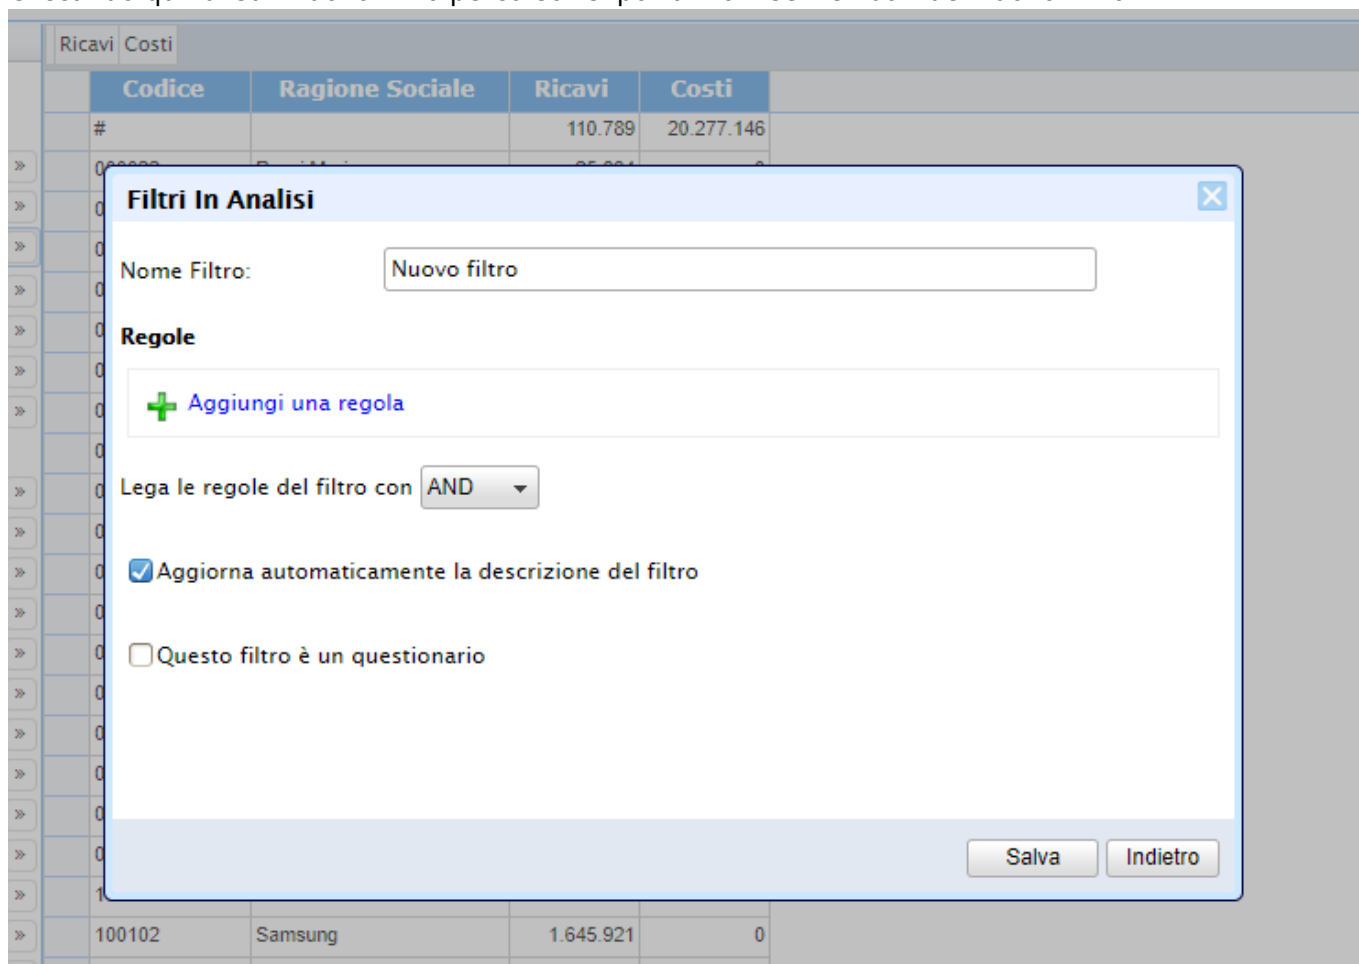 Ricavi Costi
Codice Ragione Sociale Ricavi Costi
# 110.789 20.277.146
Filtri In Analisi
Nome Filtro: Nuovo filtro
Regole
Aggiungi una regola
Lega le regole del filtro con AND
Aggiorna automaticamente la descrizione del filtro
Questo filtro è un questionario
Salva Indietro
100102 Samsung 1.645.921 0